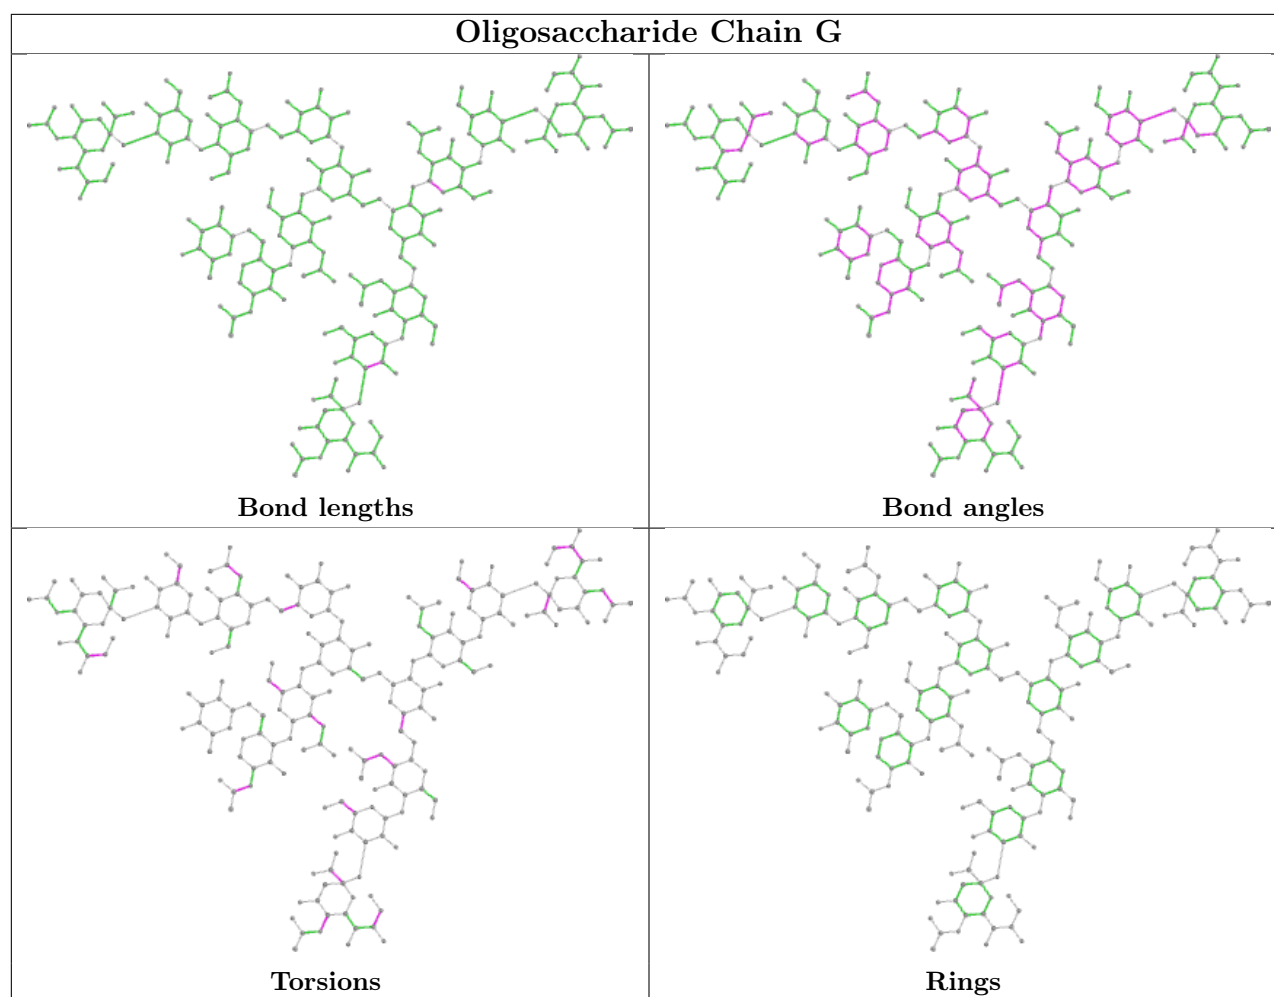 Oligosaccharide Chain G
Bond lengths
Bond angles
Torsions
Rings